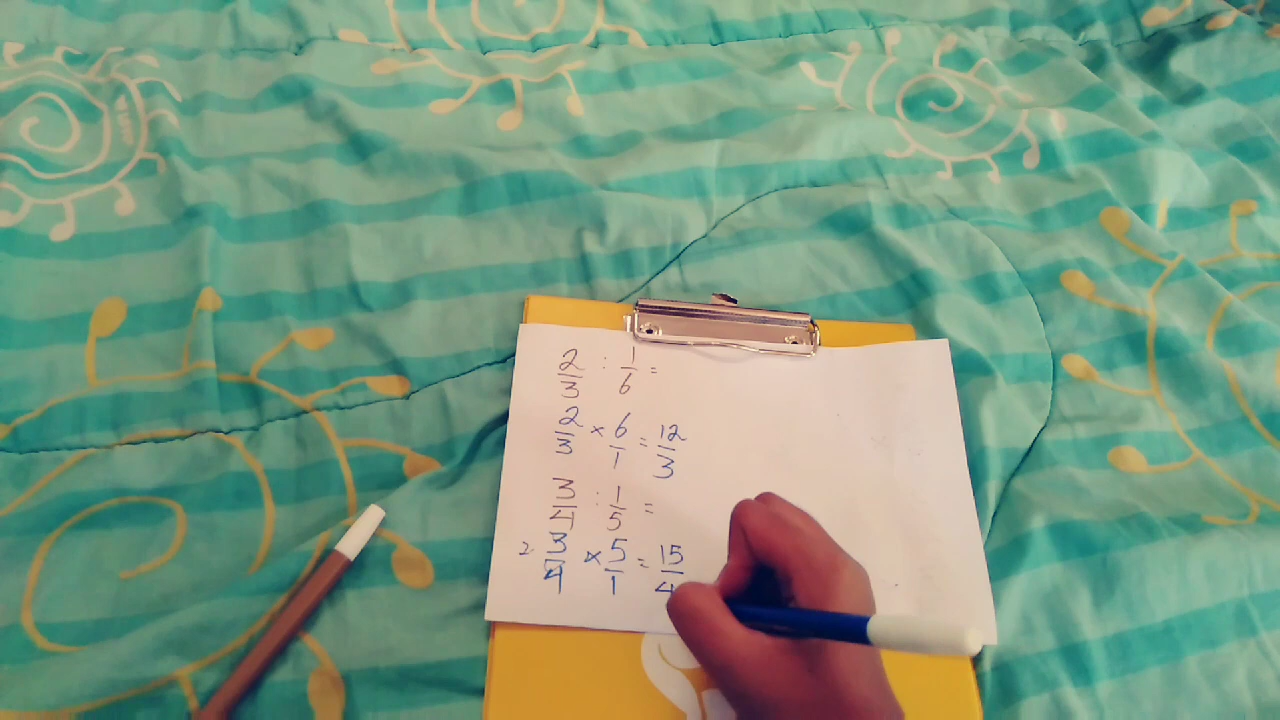 2/3 : 1/6 =
2/3 × 6/1 = 12/3
3/4 : 1/5 =
2 3/4 × 5/1 = 15/4